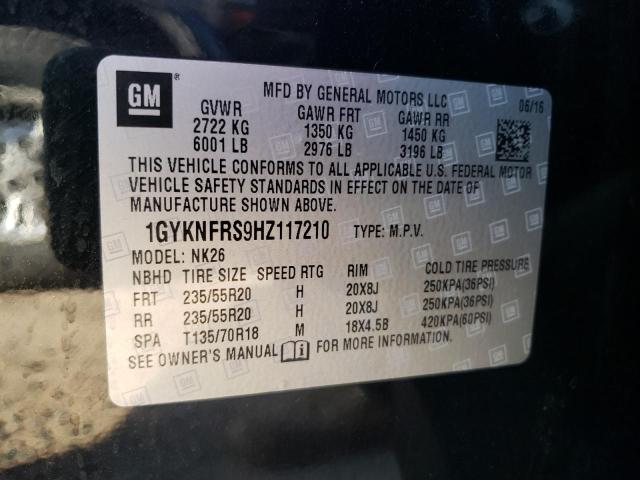 GM
MFD BY GENERAL MOTORS LLC
06/16
GVWR GAWR FRT GAWR RR
2722 KG 1350 KG 1450 KG
6001 LB 2976 LB 3196 LB
THIS VEHICLE CONFORMS TO ALL APPLICABLE U.S. FEDERAL MOTOR
VEHICLE SAFETY STANDARDS IN EFFECT ON THE DATE OF
MANUFACTURE SHOWN ABOVE.
1GYKNFRS9HZ117210 TYPE: M.P.V.
MODEL: NK26
NBHD TIRE SIZE SPEED RTG RIM COLD TIRE PRESSURE
FRT 235/55R20 H 20X8J 250KPA(36PSI)
RR 235/55R20 H 20X8J 250KPA(36PSI)
SPA T135/70R18 M 18X4.5B 420KPA(60PSI)
SEE OWNER'S MANUAL FOR MORE INFORMATION.